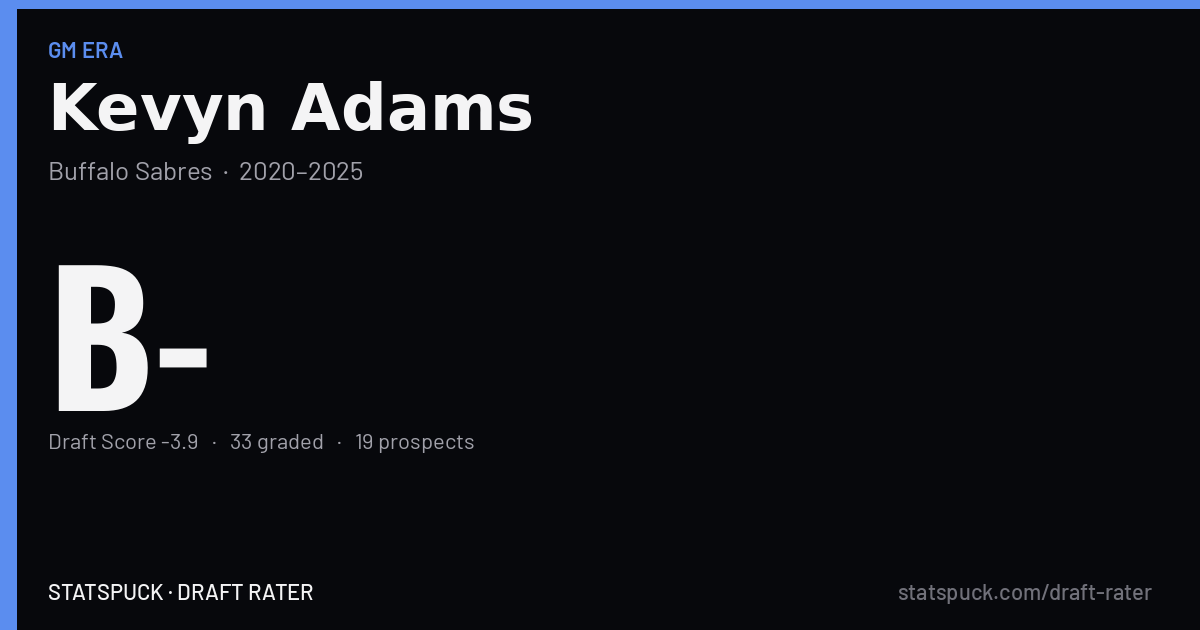 GM ERA
Kevyn Adams
Buffalo Sabres · 2020–2025
B-
Draft Score -3.9 · 33 graded · 19 prospects
STATSPUCK · DRAFT RATER
statspuck.com/draft-rater